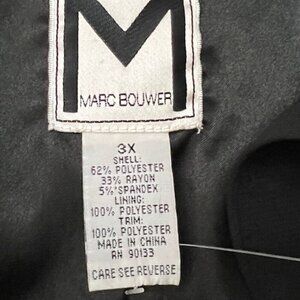 M
MARC BOUWER
3X
SHELL:
62% POLYESTER
33% RAYON
5% SPANDEX
LINING:
100% POLYESTER
TRIM:
100% POLYESTER
MADE IN CHINA
RN 90133
CARE SEE REVERSE